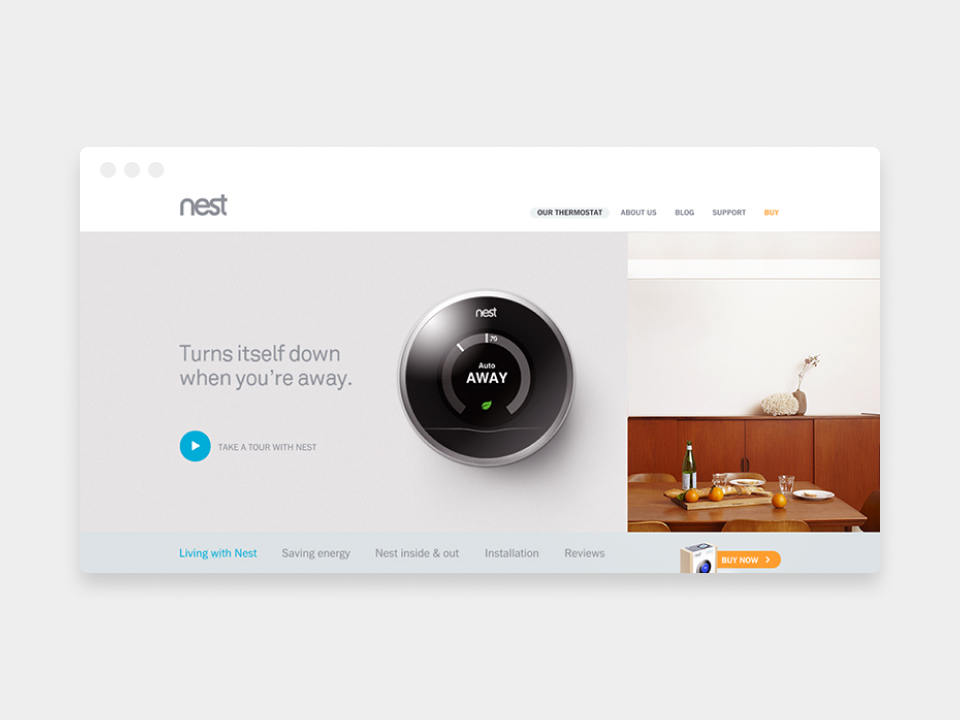 nest
OUR THERMOSTAT ABOUT US BLOG SUPPORT BUY
nest
70
Auto
AWAY
Turns itself down
when you're away.
TAKE A TOUR WITH NEST
Living with Nest Saving energy Nest inside & out Installation Reviews
BUY NOW